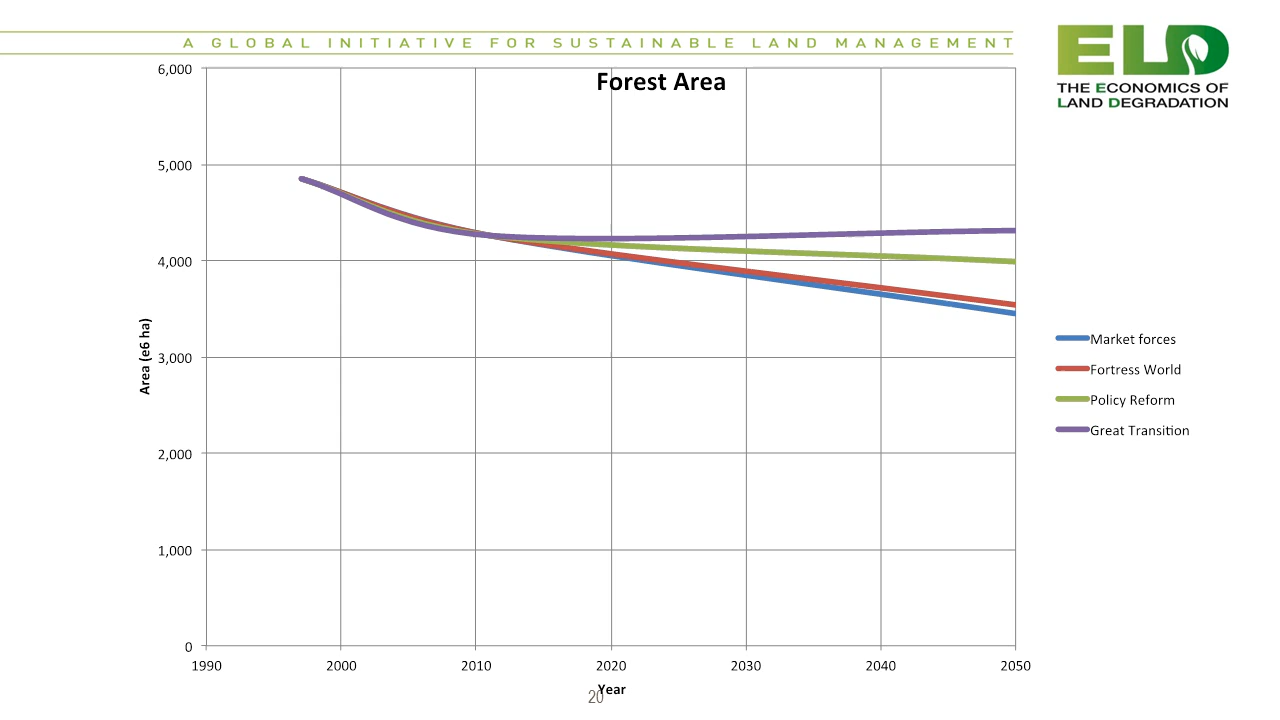 A GLOBAL INITIATIVE FOR SUSTAINABLE LAND MANAGEMENT
ELD
THE ECONOMICS OF
LAND DEGRADATION
Forest Area
6,000
5,000
4,000
3,000
2,000
1,000
0
Area (e6 ha)
1990 2000 2010 2020 2030 2040 2050
Year
20
Market forces
Fortress World
Policy Reform
Great Transition